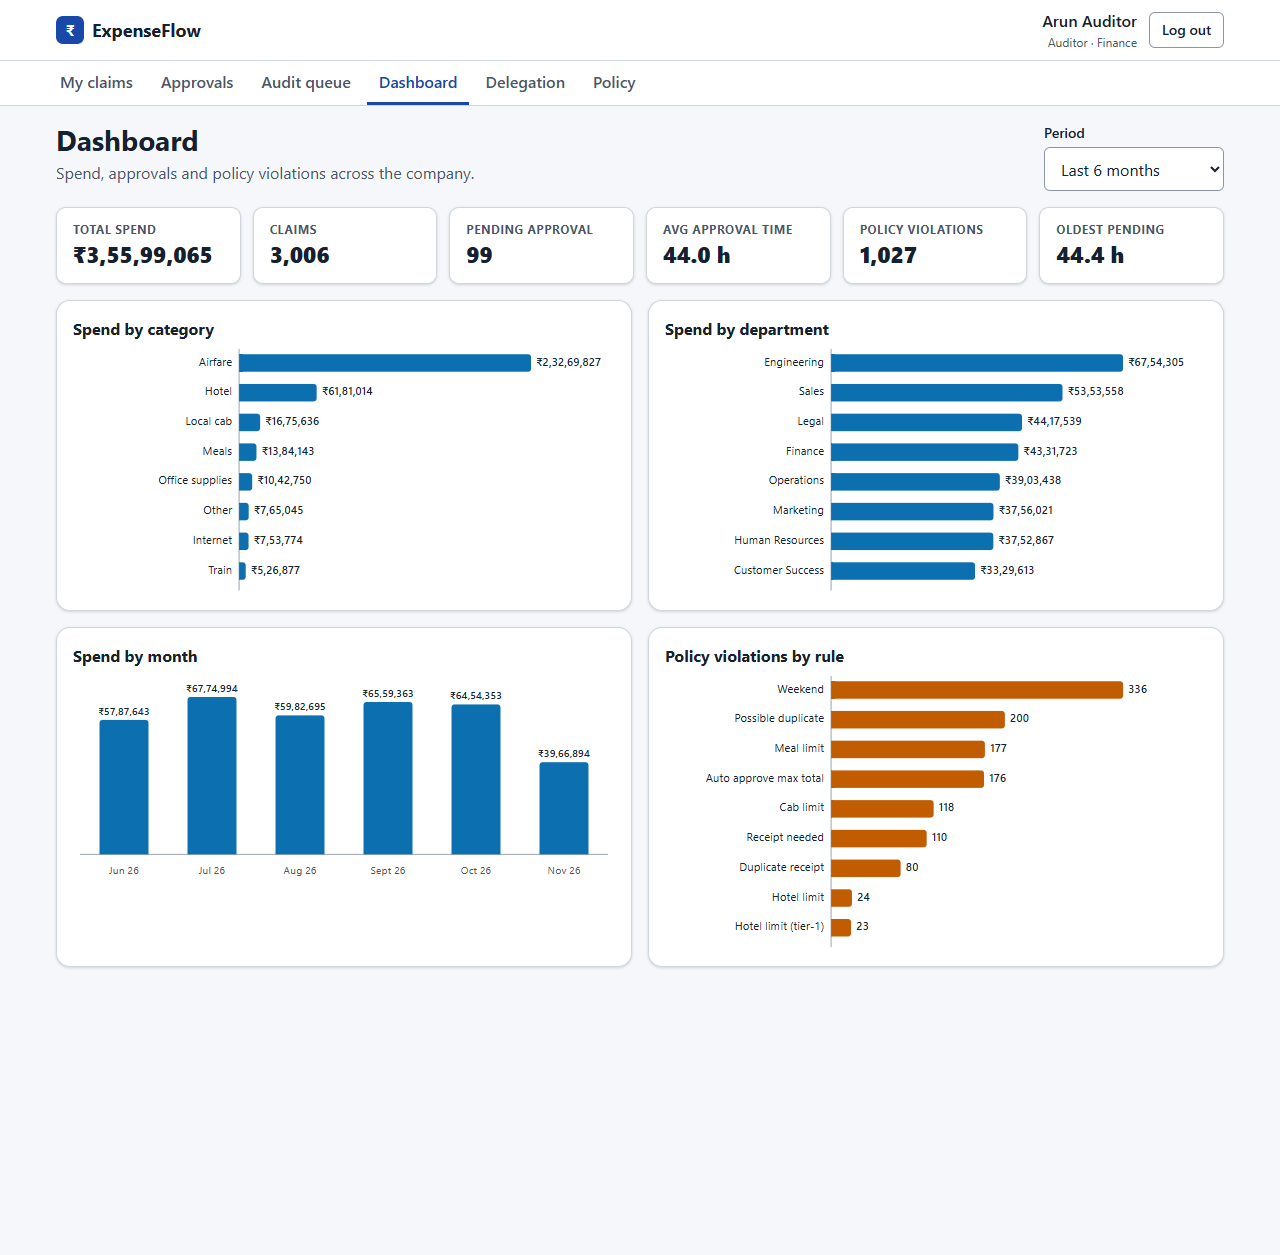 ₹ ExpenseFlow
Arun Auditor
Auditor · Finance
Log out
My claims Approvals Audit queue Dashboard Delegation Policy
Dashboard
Spend, approvals and policy violations across the company.
Period
Last 6 months
TOTAL SPEND
₹3,55,99,065
CLAIMS
3,006
PENDING APPROVAL
99
AVG APPROVAL TIME
44.0 h
POLICY VIOLATIONS
1,027
OLDEST PENDING
44.4 h
Spend by category
Airfare ₹2,32,69,827
Hotel ₹61,81,014
Local cab ₹16,75,636
Meals ₹13,84,143
Office supplies ₹10,42,750
Other ₹7,65,045
Internet ₹7,53,774
Train ₹5,26,877
Spend by department
Engineering ₹67,54,305
Sales ₹53,53,558
Legal ₹44,17,539
Finance ₹43,31,723
Operations ₹39,03,438
Marketing ₹37,56,021
Human Resources ₹37,52,867
Customer Success ₹33,29,613
Spend by month
₹57,87,643 ₹67,74,994 ₹59,82,695 ₹65,59,363 ₹64,54,353 ₹39,66,894
Jun 26 Jul 26 Aug 26 Sept 26 Oct 26 Nov 26
Policy violations by rule
Weekend 336
Possible duplicate 200
Meal limit 177
Auto approve max total 176
Cab limit 118
Receipt needed 110
Duplicate receipt 80
Hotel limit 24
Hotel limit (tier-1) 23